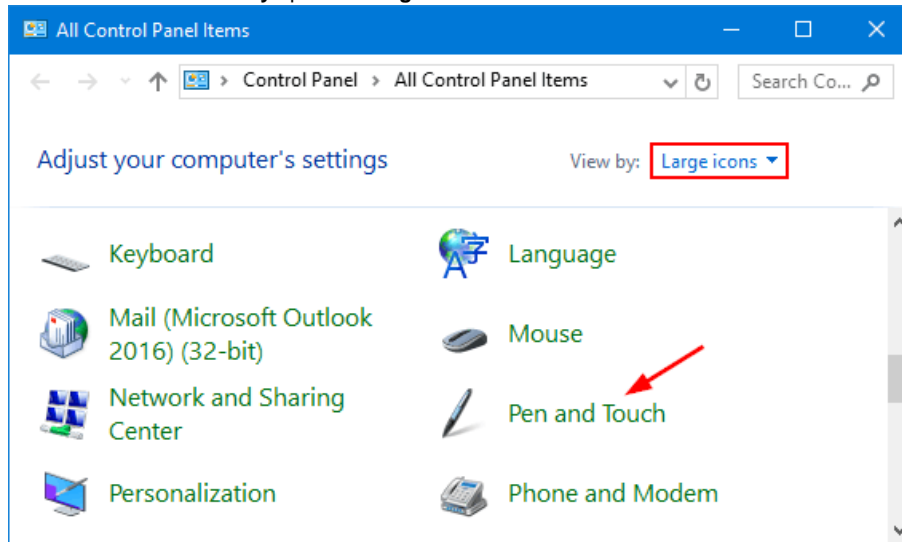 All Control Panel Items
Control Panel > All Control Panel Items
Search Co...
Adjust your computer's settings
View by: Large icons
Keyboard
Language
字
A
Mail (Microsoft Outlook
2016) (32-bit)
Mouse
Network and Sharing
Center
Pen and Touch
Personalization
Phone and Modem